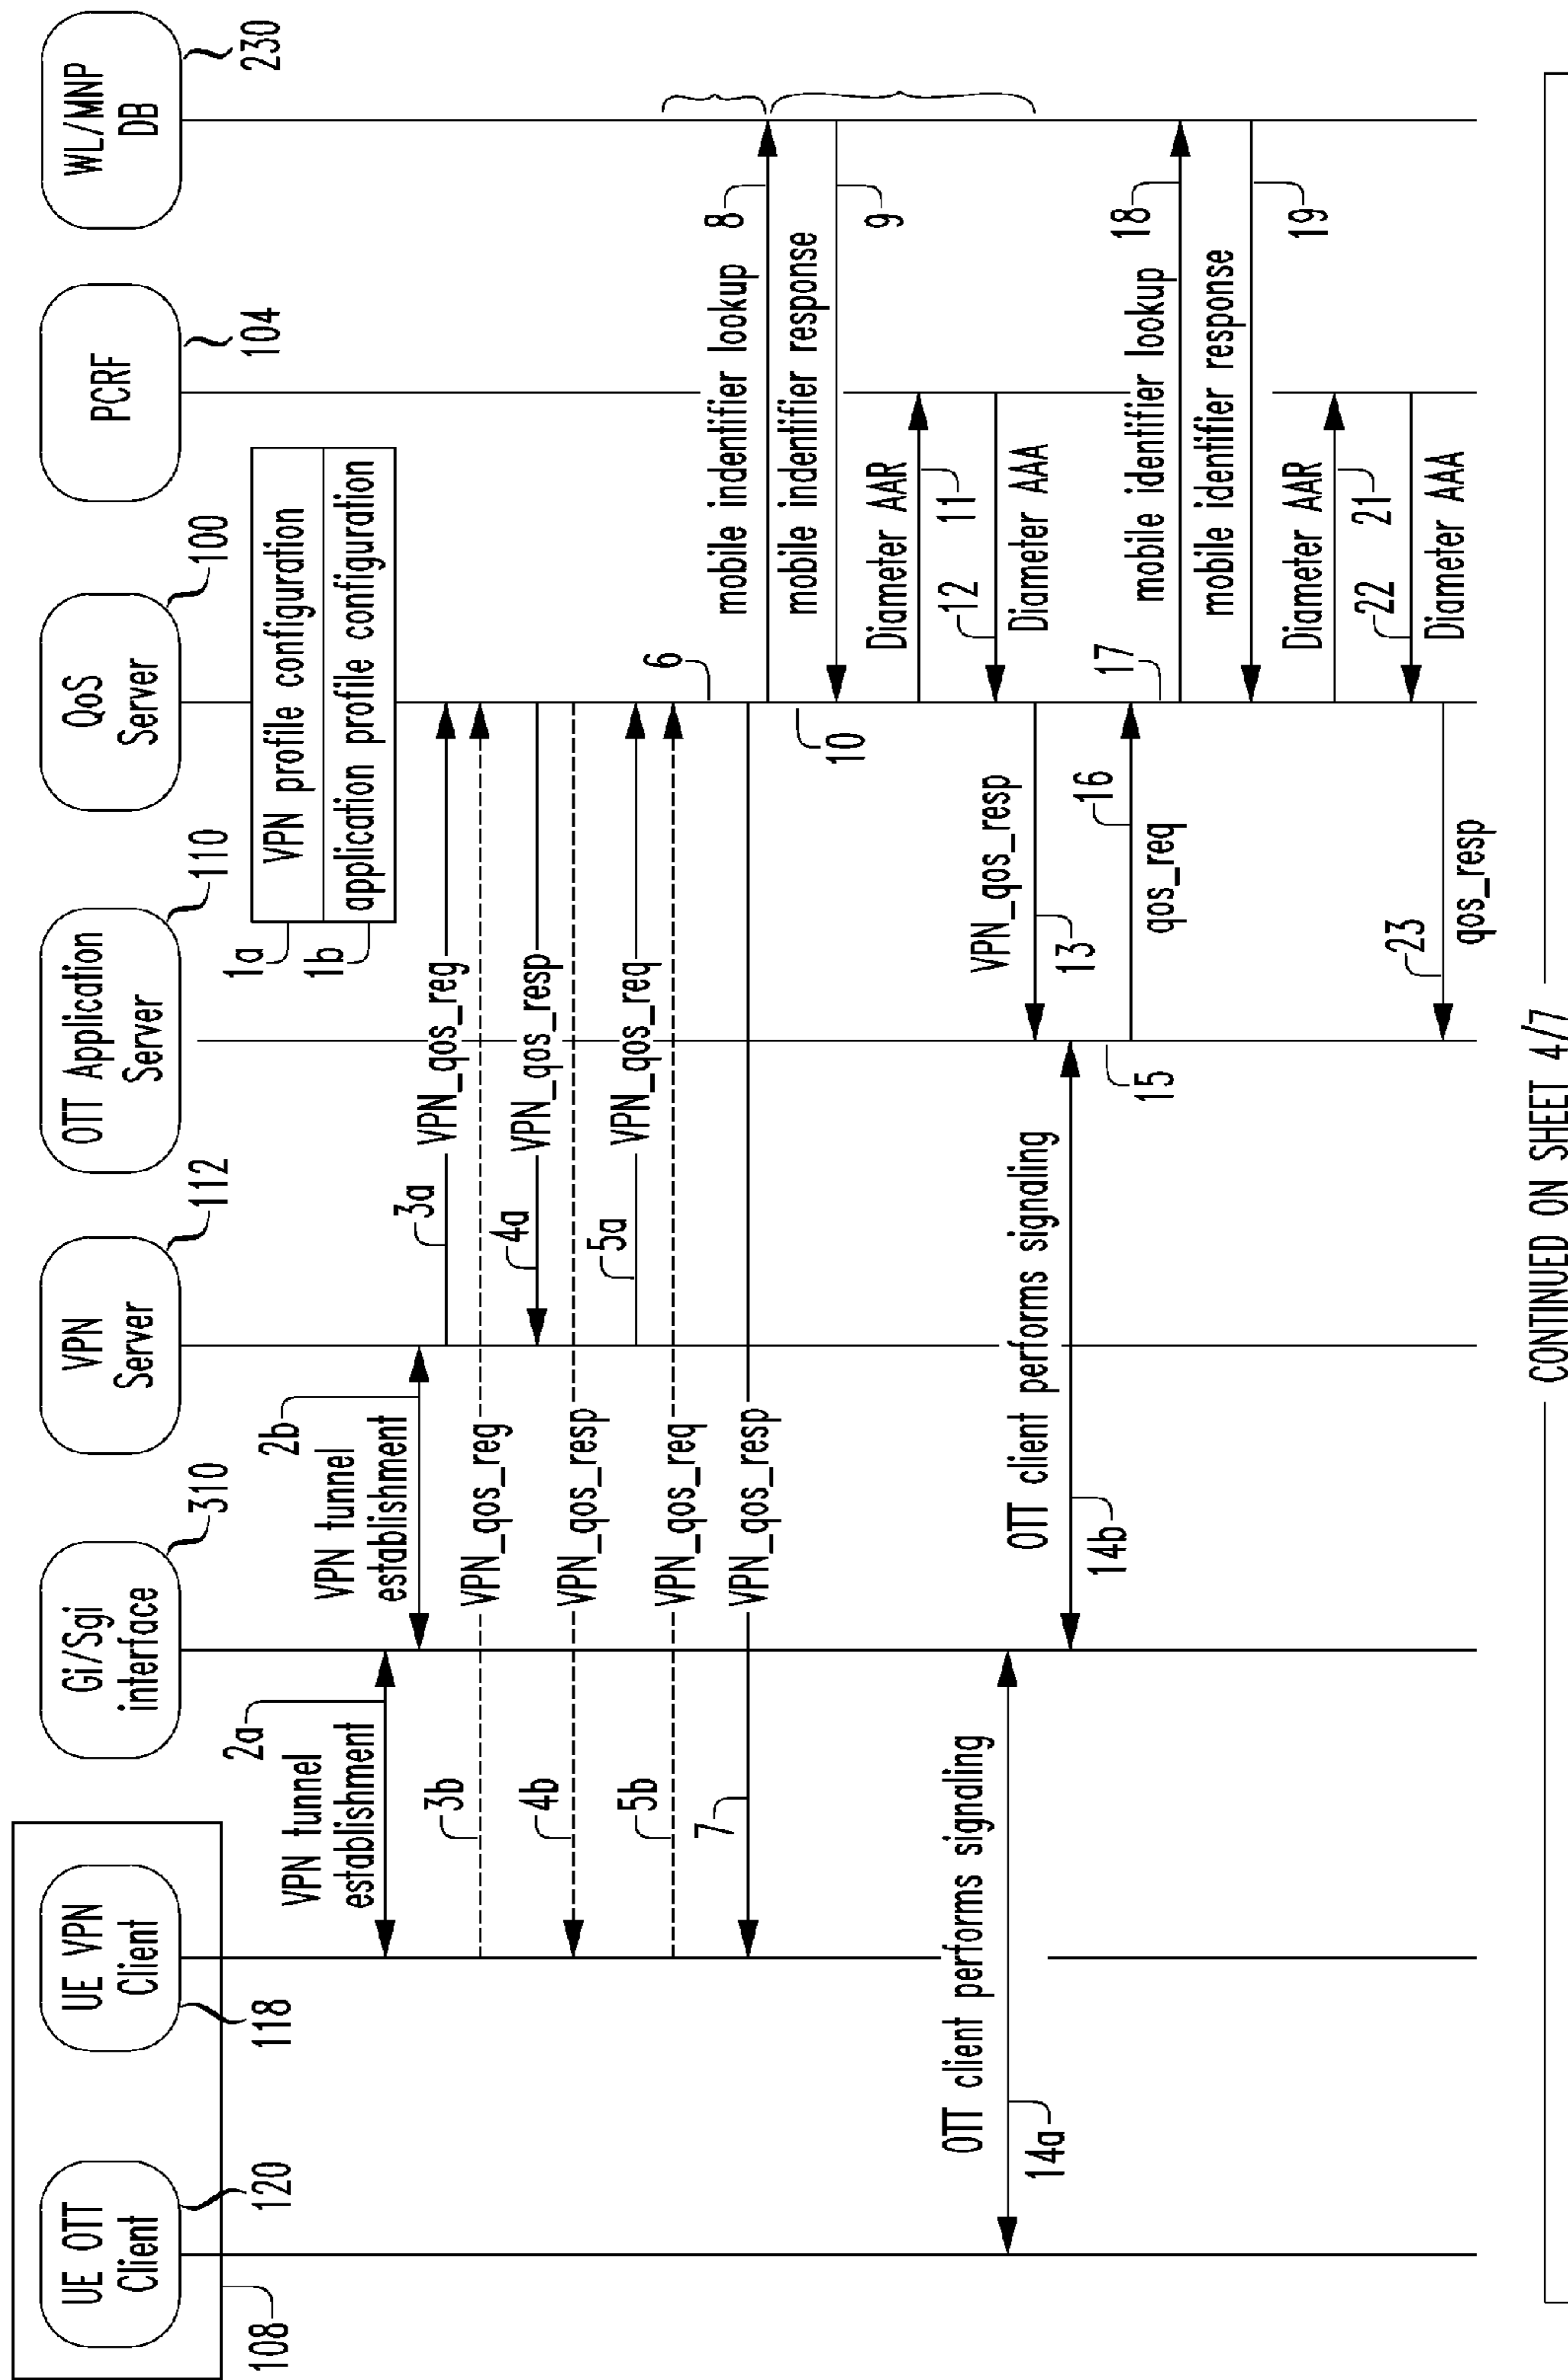 UE OTT
Client
120
108
UE VPN
Client
118
Gi/Sgi
interface
310
VPN
Server
112
OTT Application
Server
110
QoS
Server
100
PCRF
104
WL/MNP
DB
230
1a
VPN profile configuration
1b
application profile configuration
2a
VPN tunnel
establishment
2b
VPN tunnel
establishment
3a
VPN_qos_reg
3b
VPN_qos_reg
4a
VPN_qos_resp
4b
VPN_qos_resp
5a
VPN_qos_req
5b
VPN_qos_req
6
7
VPN_qos_resp
mobile indentifier lookup
8
mobile indentifier response
9
10
Diameter AAR
11
12
Diameter AAA
VPN_qos_resp
13
OTT client performs signaling
14a
OTT client performs signaling
14b
15
16
qos_req
17
mobile identifier lookup
18
mobile identifier response
19
Diameter AAR
21
22
Diameter AAA
23
qos_resp
CONTINUED ON SHEET 4/7